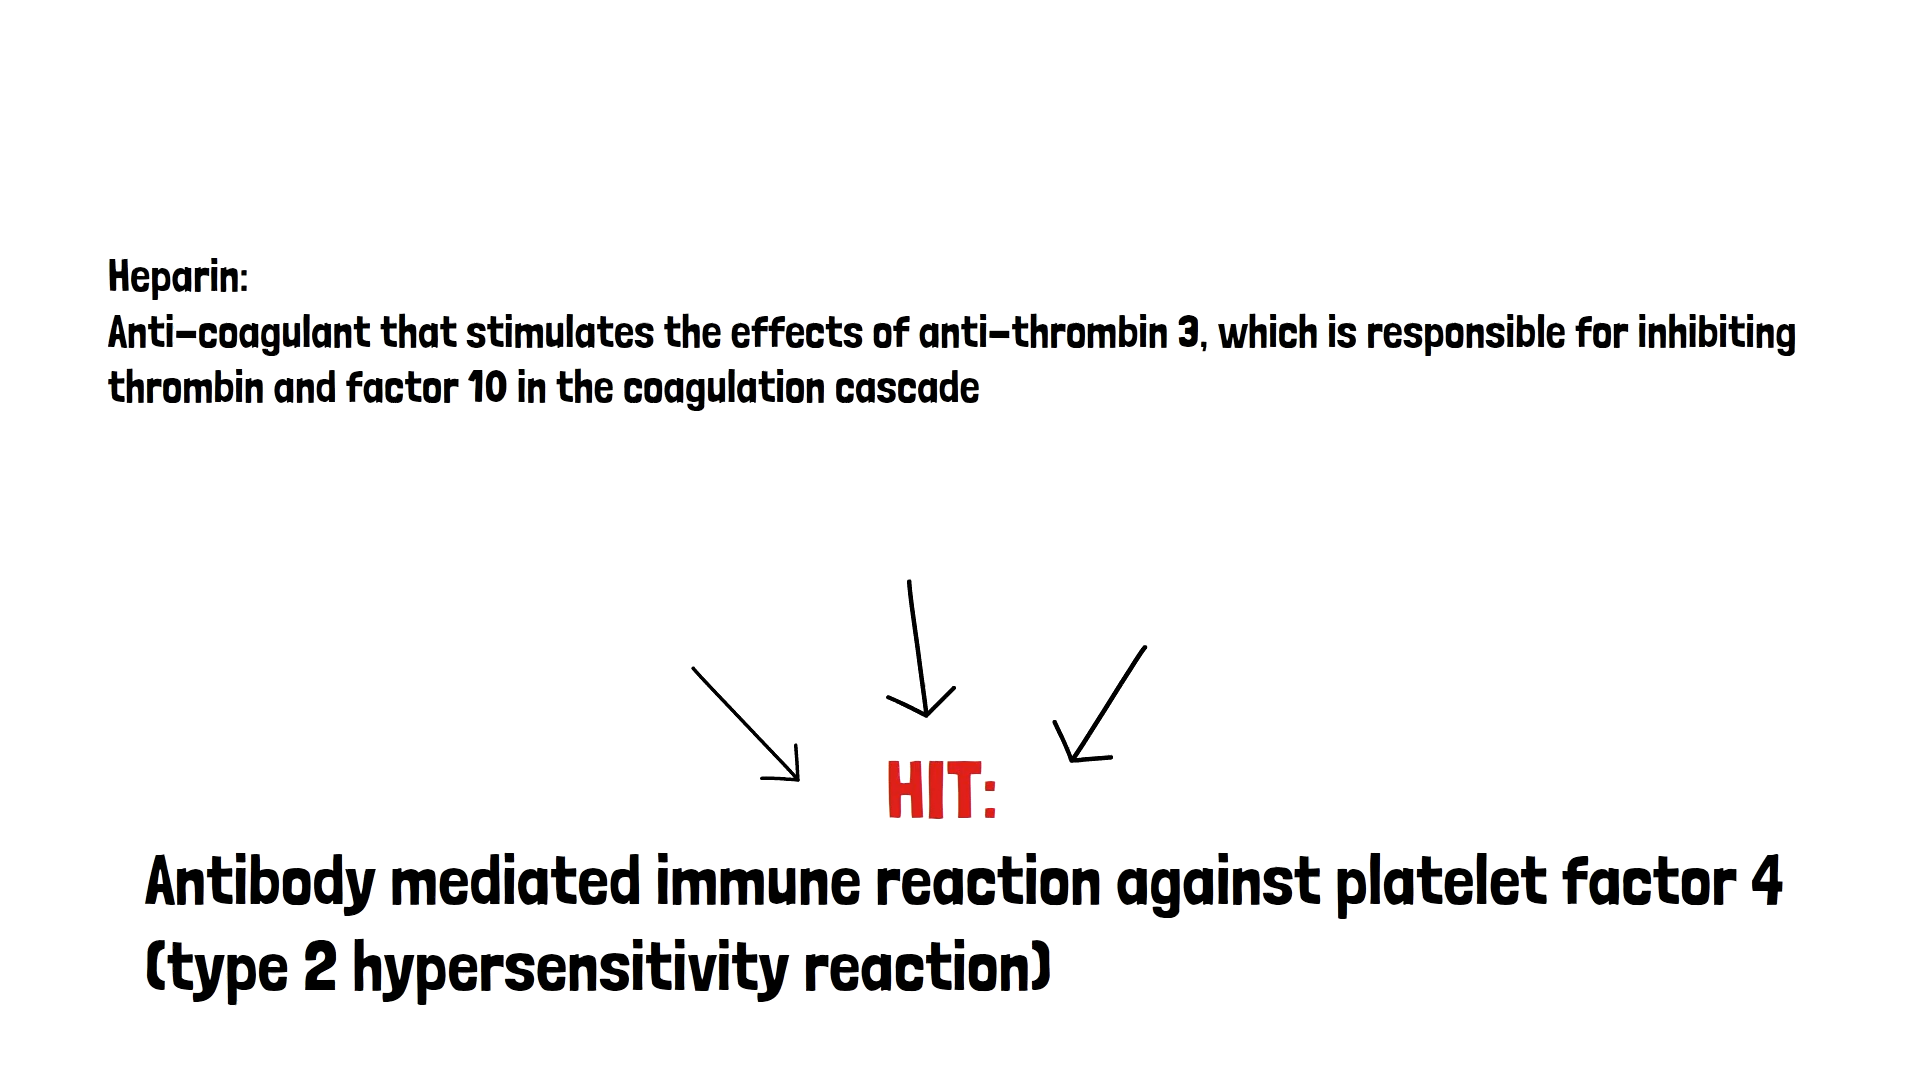 Heparin:
Anti-coagulant that stimulates the effects of anti-thrombin 3, which is responsible for inhibiting
thrombin and factor 10 in the coagulation cascade
HIT:
Antibody mediated immune reaction against platelet factor 4
(type 2 hypersensitivity reaction)